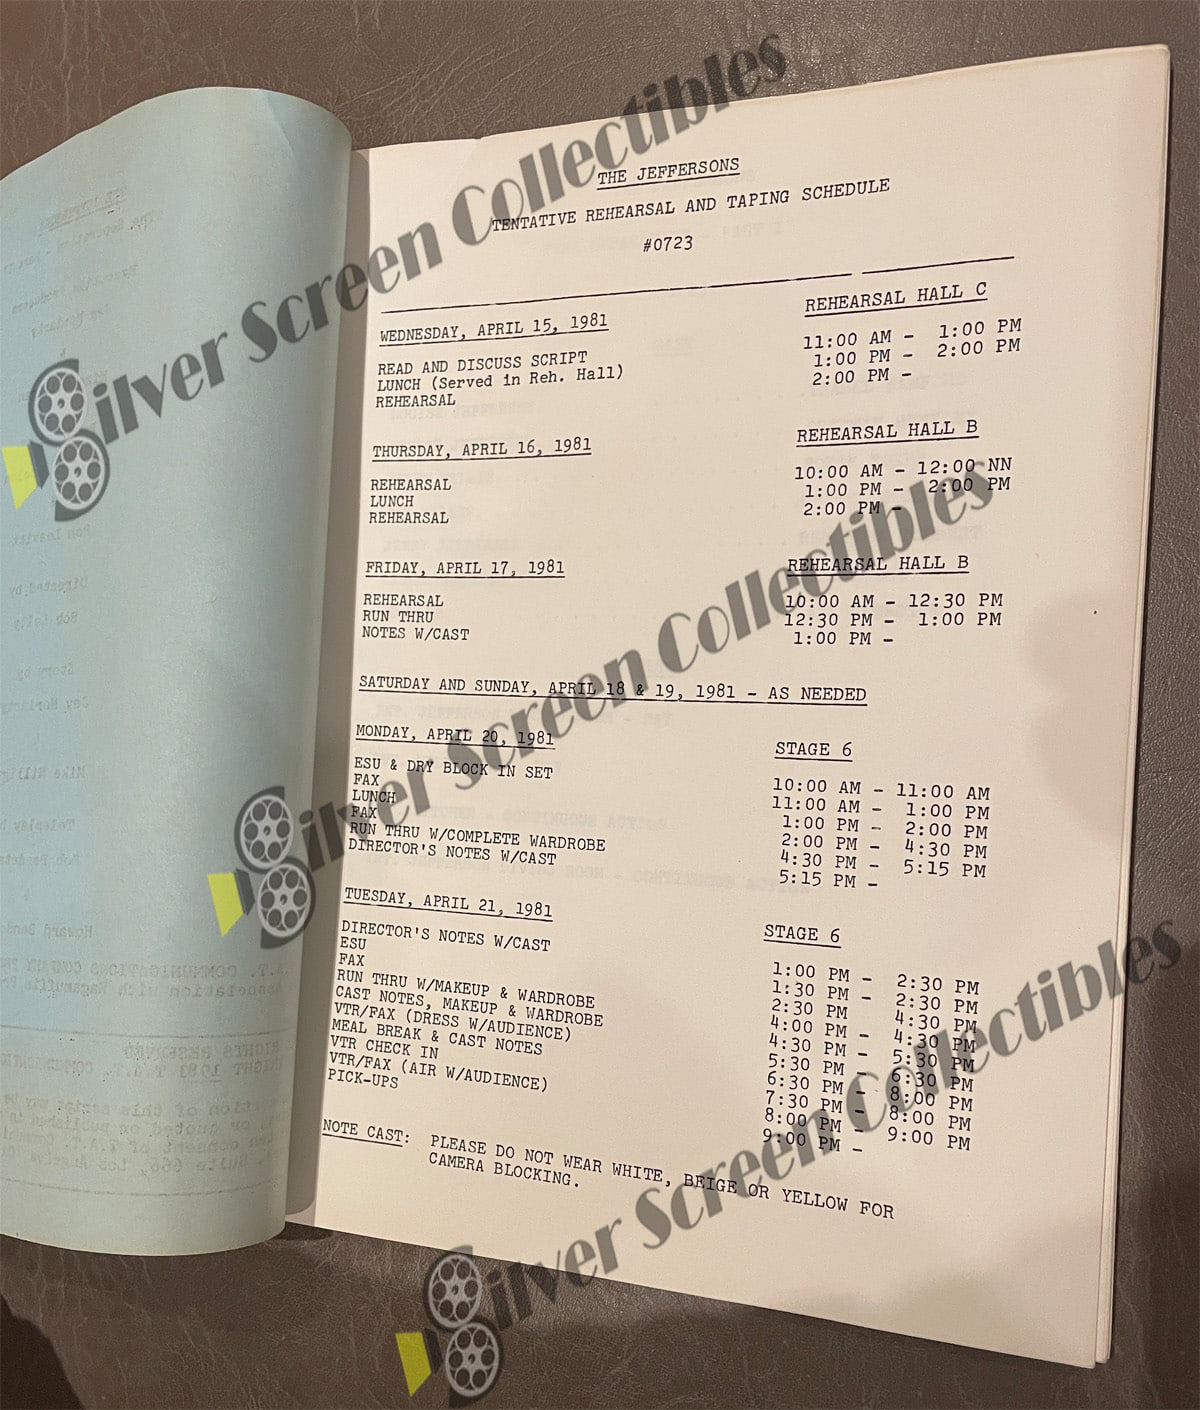 THE JEFFERSONS
TENTATIVE REHEARSAL AND TAPING SCHEDULE
#0723
WEDNESDAY, APRIL 15, 1981 REHEARSAL HALL C
READ AND DISCUSS SCRIPT 11:00 AM - 1:00 PM
LUNCH (Served in Reh. Hall) 1:00 PM - 2:00 PM
REHEARSAL 2:00 PM -
THURSDAY, APRIL 16, 1981 REHEARSAL HALL B
REHEARSAL 10:00 AM - 12:00 NN
LUNCH 1:00 PM - 2:00 PM
REHEARSAL 2:00 PM -
FRIDAY, APRIL 17, 1981 REHEARSAL HALL B
REHEARSAL 10:00 AM - 12:30 PM
RUN THRU 12:30 PM - 1:00 PM
NOTES W/CAST 1:00 PM -
SATURDAY AND SUNDAY, APRIL 18 & 19, 1981 - AS NEEDED
MONDAY, APRIL 20, 1981 STAGE 6
ESU & DRY BLOCK IN SET 10:00 AM - 11:00 AM
FAX 11:00 AM - 1:00 PM
LUNCH 1:00 PM - 2:00 PM
FAX 2:00 PM - 4:30 PM
RUN THRU W/COMPLETE WARDROBE 4:30 PM - 5:15 PM
DIRECTOR'S NOTES W/CAST 5:15 PM -
TUESDAY, APRIL 21, 1981 STAGE 6
DIRECTOR'S NOTES W/CAST 1:00 PM - 2:30 PM
ESU 1:30 PM - 2:30 PM
FAX 2:30 PM 4:30 PM
RUN THRU W/MAKEUP & WARDROBE 4:00 PM - 4:30 PM
CAST NOTES, MAKEUP & WARDROBE 4:30 PM - 5:30 PM
VTR/FAX (DRESS W/AUDIENCE) 5:30 PM - 6:30 PM
MEAL BREAK & CAST NOTES 6:30 PM - 8:00 PM
VTR CHECK IN 7:30 PM - 8:00 PM
VTR/FAX (AIR W/AUDIENCE) 8:00 PM - 9:00 PM
PICK-UPS 9:00 PM -
NOTE CAST: PLEASE DO NOT WEAR WHITE, BEIGE OR YELLOW FOR
CAMERA BLOCKING.
Silver Screen Collectibles
Silver Screen Collectibles
Silver Screen Collectibles